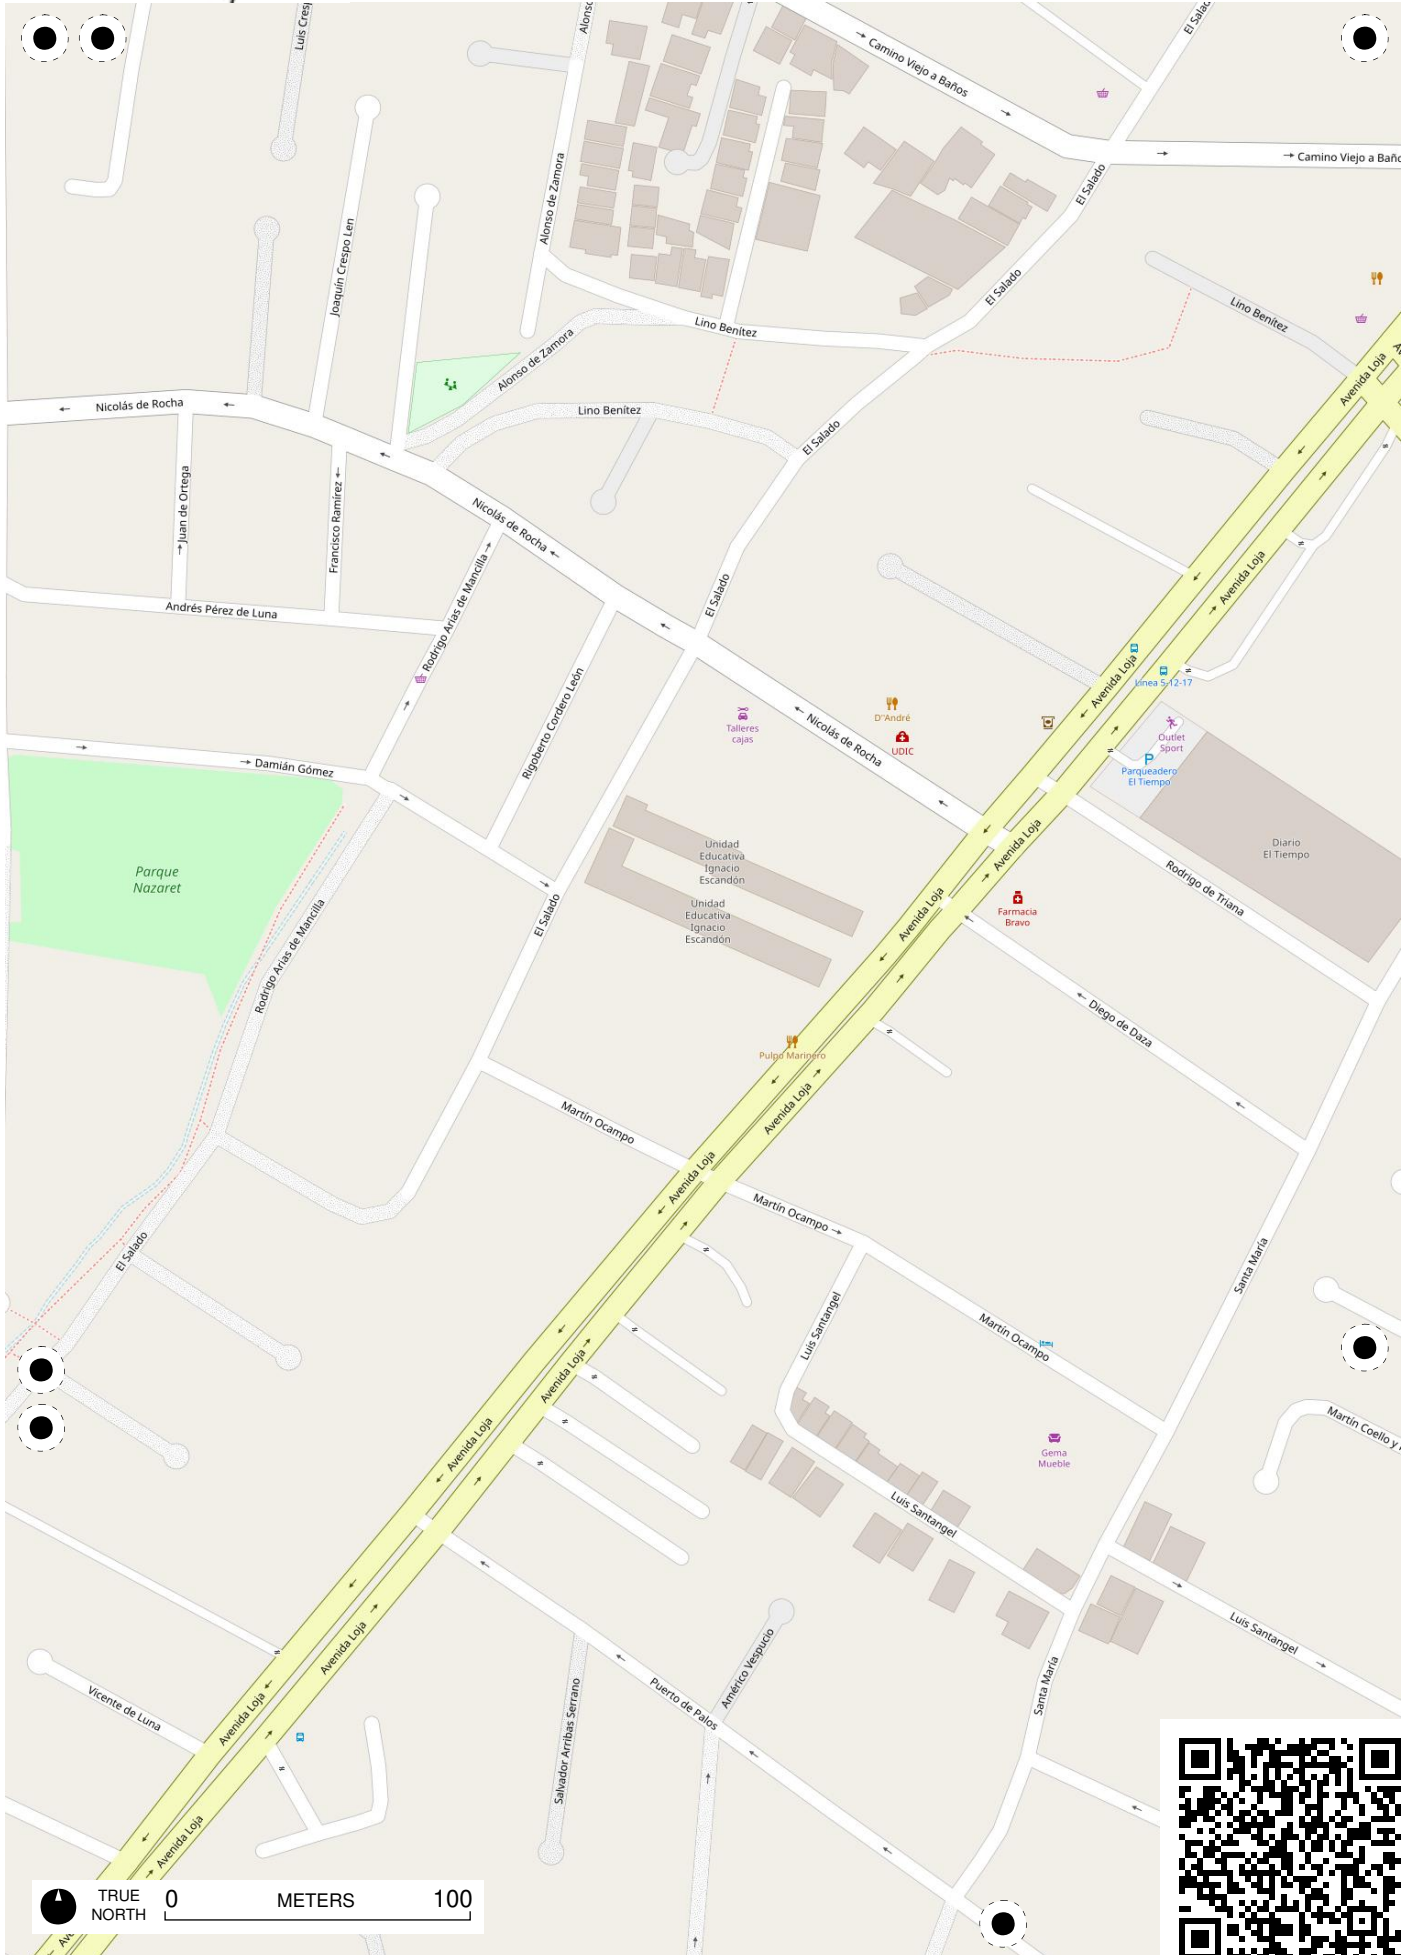 Camino Viejo a Baños
El Salado
Camino Viejo a Baño
Alonso de Zamora
El Salado
Joaquín Crespo Len
El Salado
Lino Benítez
Lino Benítez
Alonso de Zamora
Avenida Loja
Nicolás de Rocha
Lino Benítez
El Salado
Juan de Ortega
Francisco Ramírez
Nicolás de Rocha
Avenida Loja
El Salado
Andrés Pérez de Luna
Rodrigo Arias de Mancilla
Avenida Loja
Línea 5-12-17
Rigoberto Cordero León
D''André
Talleres
cajas
UDIC
Nicolás de Rocha
Outlet
Sport
Parqueadero
El Tiempo
Damián Gómez
Unidad
Educativa
Ignacio
Escandón
Unidad
Educativa
Ignacio
Escandón
Avenida Loja
Diario
El Tiempo
Rodrigo de Triana
Parque
Nazaret
Avenida Loja
Farmacia
Bravo
El Salado
Rodrigo Arias de Mancilla
Diego de Daza
Pulpo Marinero
Avenida Loja
Martín Ocampo
Avenida Loja
Martín Ocampo
El Salado
Santa María
Luis Santangel
Martín Ocampo
Avenida Loja
Avenida Loja
Gema
Mueble
Martín Coello y
Luis Santangel
Luis Santangel
Avenida Loja
Américo Vespucio
Puerto de Palos
Salvador Arribas Serrano
Santa María
Vicente de Luna
Avenida Loja
Avenida Loja
TRUE
NORTH
0 METERS 100